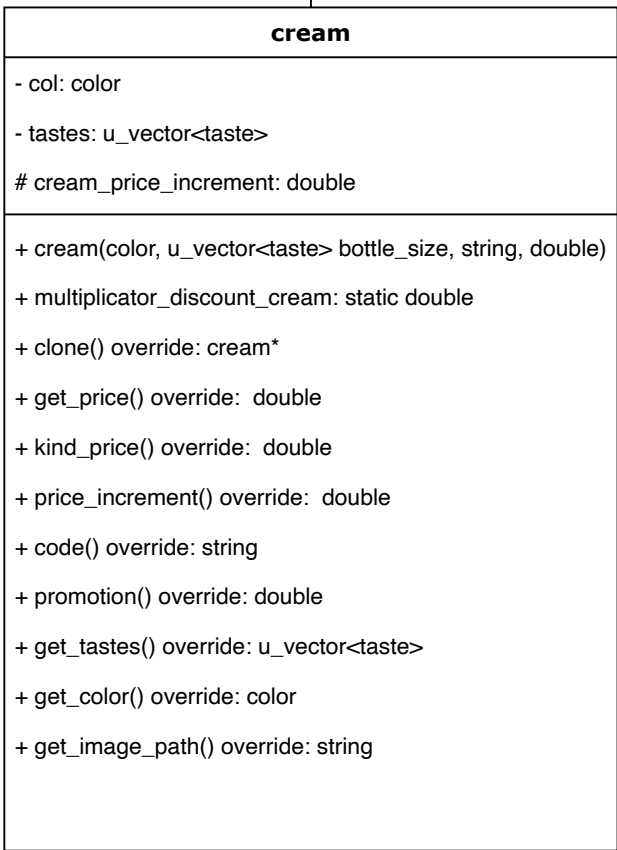 cream
- col: color
- tastes: u_vector<taste>
# cream_price_increment: double
+ cream(color, u_vector<taste> bottle_size, string, double)
+ multiplicator_discount_cream: static double
+ clone() override: cream*
+ get_price() override:  double
+ kind_price() override:  double
+ price_increment() override:  double
+ code() override: string
+ promotion() override: double
+ get_tastes() override: u_vector<taste>
+ get_color() override: color
+ get_image_path() override: string